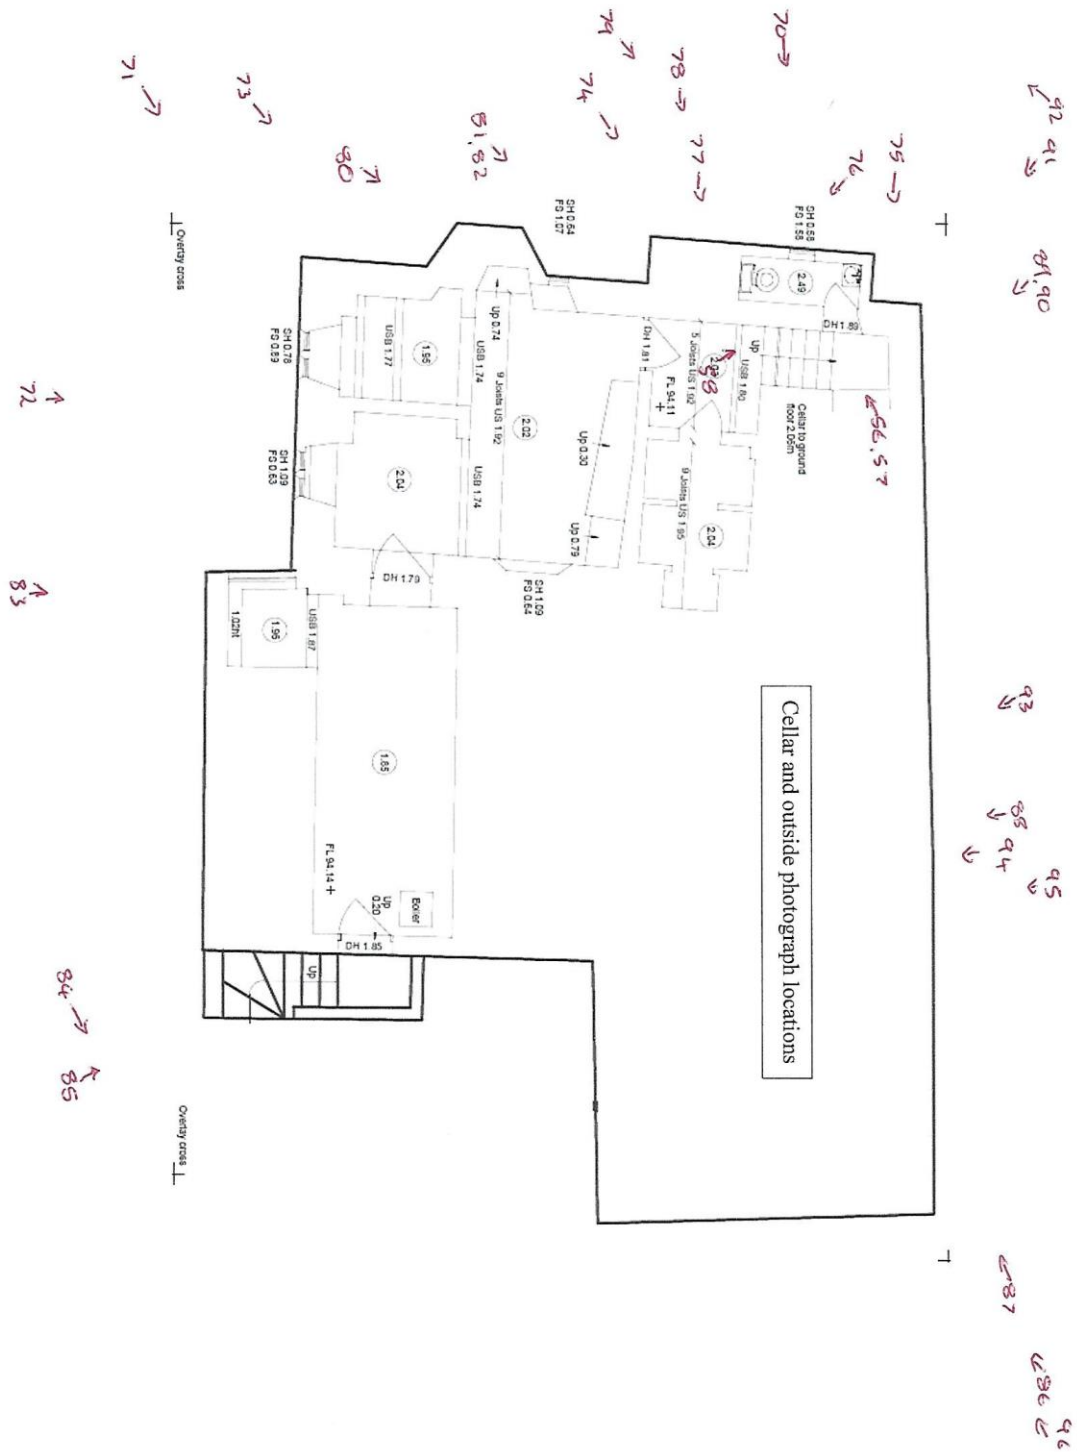 Cellar and outside photograph locations
92
91
89,90
93
88
94
95
87
86
96
75
76
70
77
78
79
74
81,82
80
73
71
72
83
84
85
56,57
58
Overlay cross
Overlay cross
SH 0.58
FS 1.58
2.49
DH 1.89
Up
Cellar to ground
floor 2.06m
USB 1.80
5 Joists US 1.92
DH 1.81
FL 94.11
9 Joists US 1.95
2.04
SH 0.64
FS 1.07
Up 0.30
Up 0.79
2.02
9 Joists US 1.92
Up 0.74
USB 1.74
USB 1.74
SH 1.09
FS 0.64
1.96
USB 1.77
SH 0.78
FS 0.89
2.04
SH 1.09
FS 0.63
DH 1.79
USB 1.87
1.96
1.02ht
1.85
FL 94.14
Boiler
Up
0.20
DH 1.85
Up